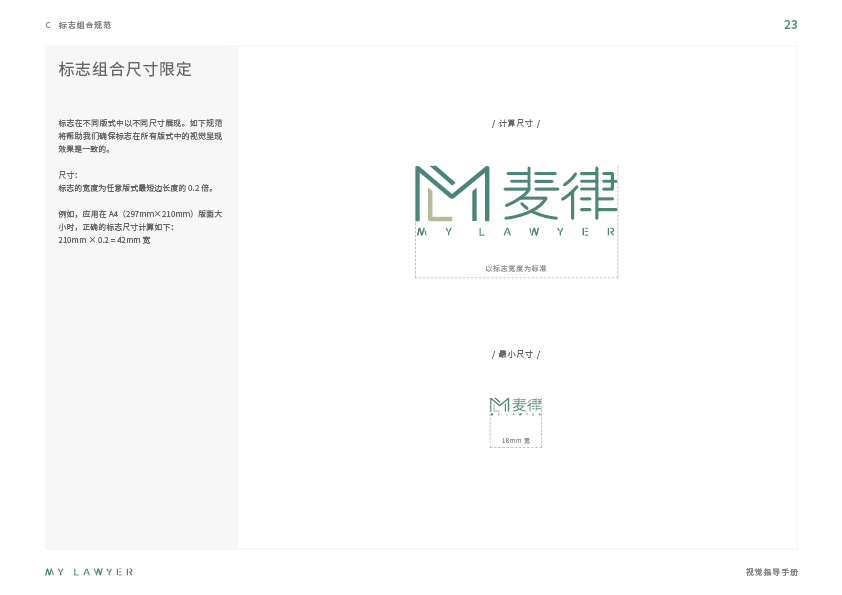 C 标志组合规范
23
标志组合尺寸限定
标志在不同版式中以不同尺寸展现。如下规范
将帮助我们确保标志在所有版式中的视觉呈现
效果是一致的。
尺寸：
标志的宽度为任意版式最短边长度的 0.2 倍。
例如，应用在 A4（297mm×210mm）版面大
小时，正确的标志尺寸计算如下：
210mm × 0.2 = 42mm 宽
/ 计算尺寸 /
麦律
MY LAWYER
以标志宽度为标准
/ 最小尺寸 /
麦律
MY LAWYER
18mm 宽
MY LAWYER
视觉指导手册